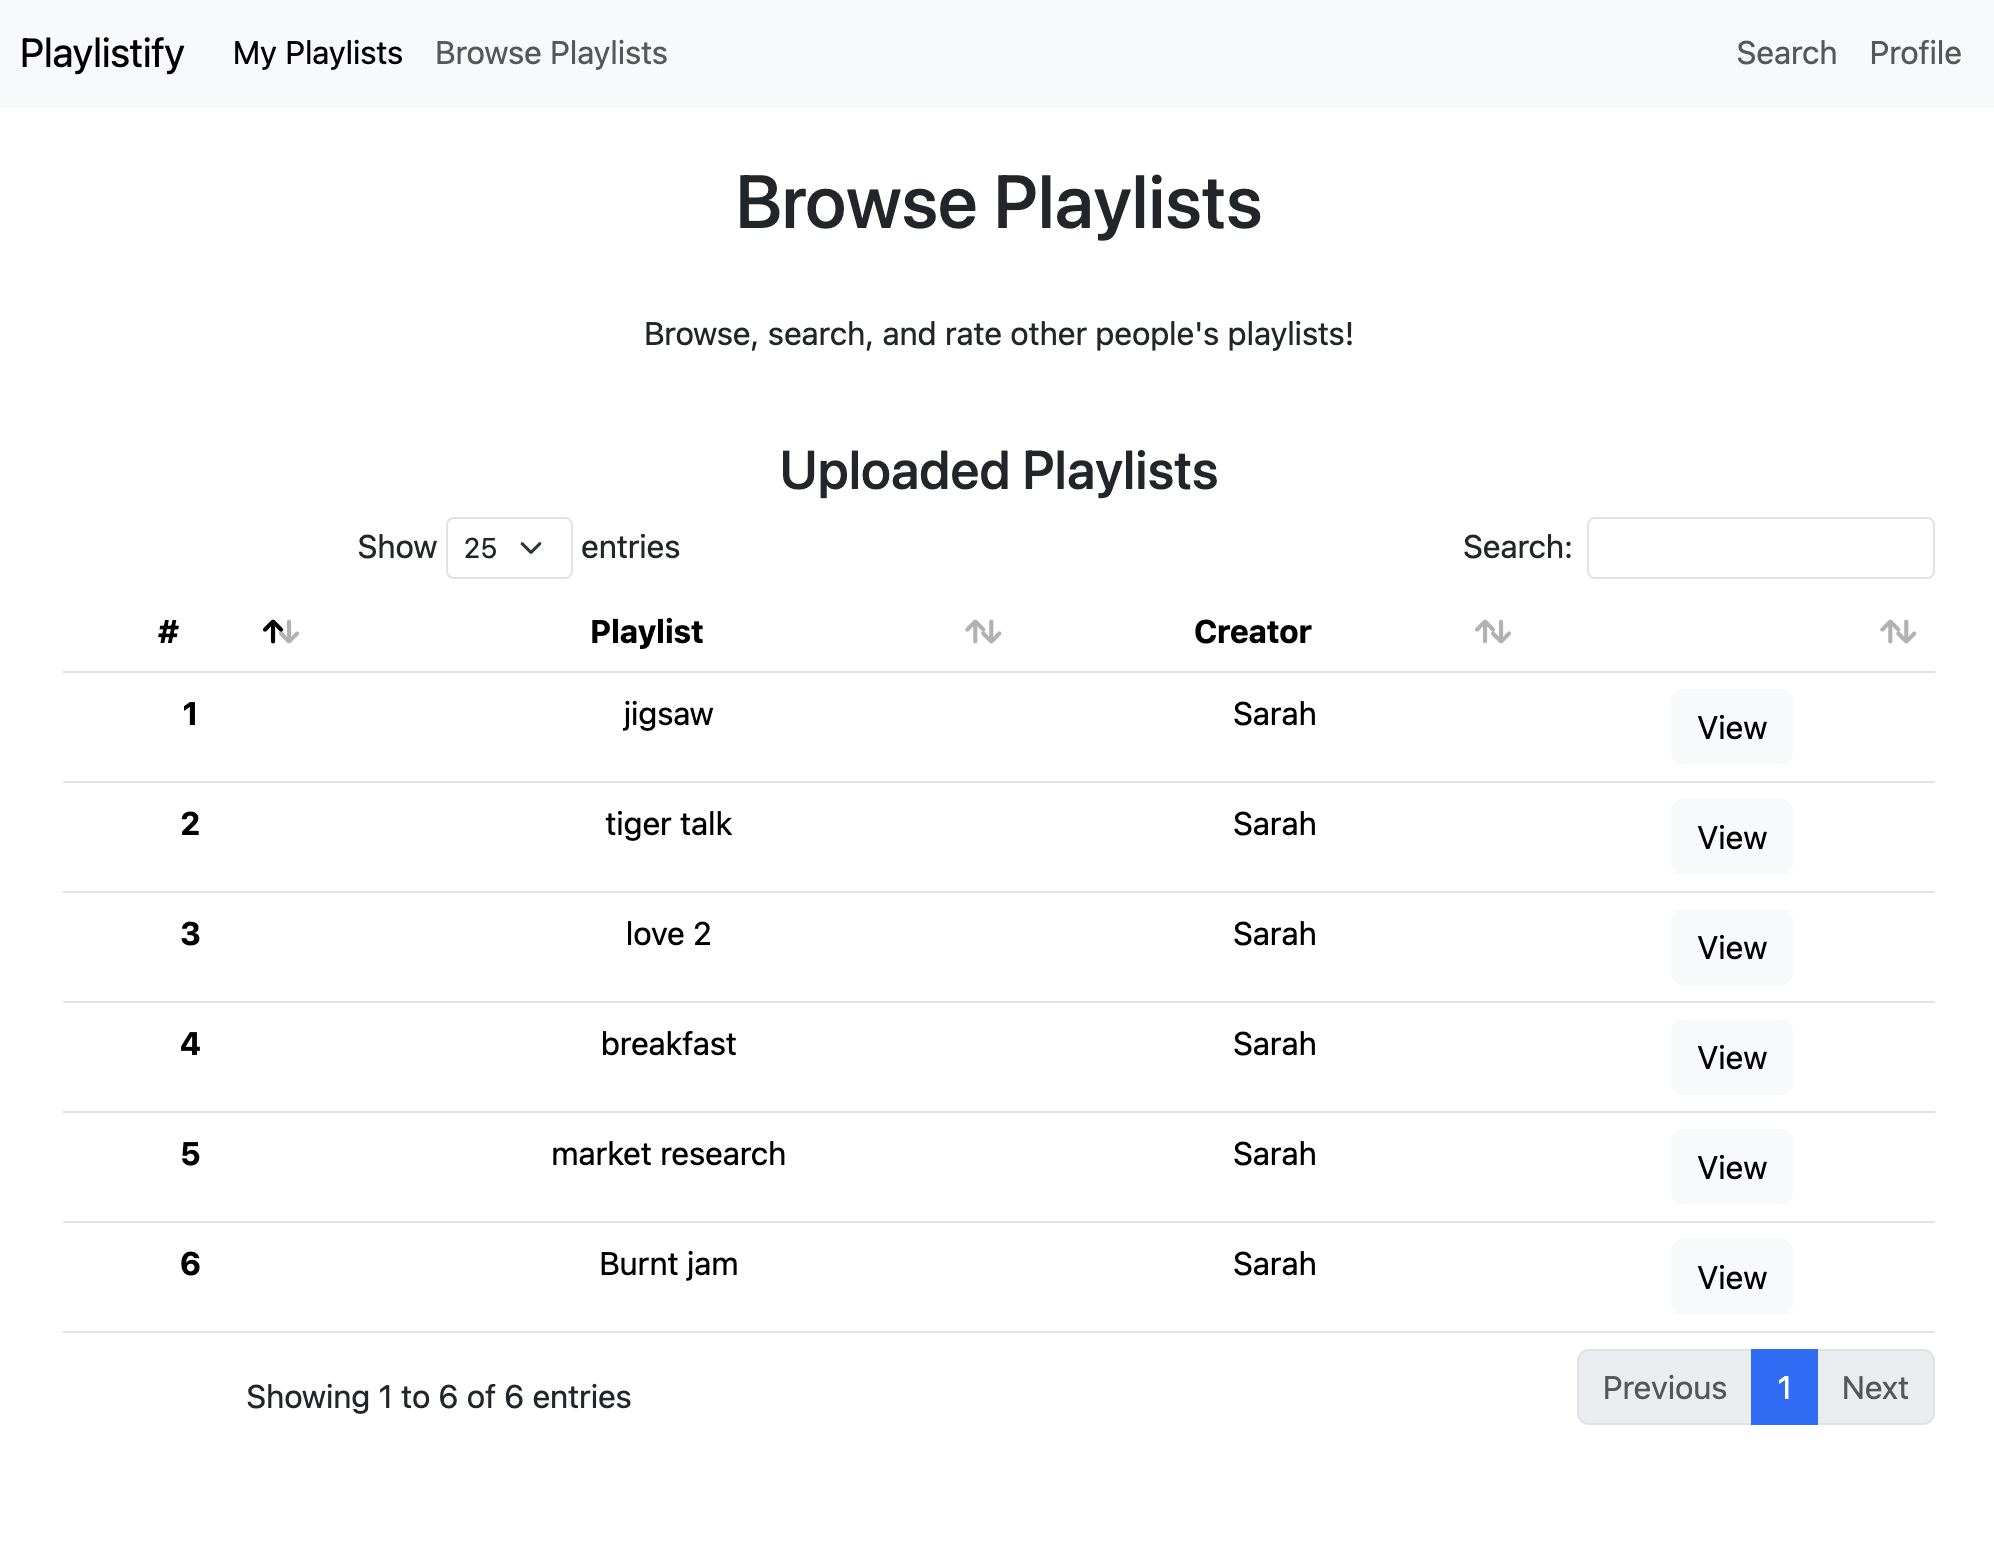 Playlistify My Playlists Browse Playlists Search Profile
Browse Playlists
Browse, search, and rate other people's playlists!
Uploaded Playlists
Show 25 entries Search:
# Playlist Creator
1 jigsaw Sarah View
2 tiger talk Sarah View
3 love 2 Sarah View
4 breakfast Sarah View
5 market research Sarah View
6 Burnt jam Sarah View
Showing 1 to 6 of 6 entries Previous 1 Next